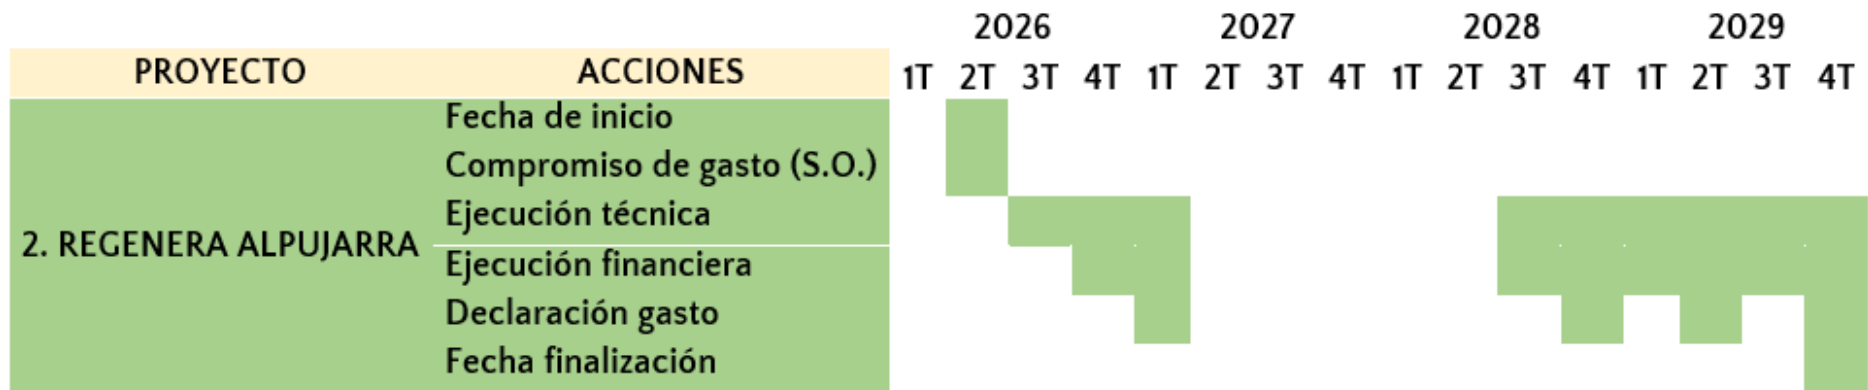 2026 2027 2028 2029
PROYECTO ACCIONES 1T 2T 3T 4T 1T 2T 3T 4T 1T 2T 3T 4T 1T 2T 3T 4T
Fecha de inicio
Compromiso de gasto (S.O.)
Ejecución técnica
2. REGENERA ALPUJARRA
Ejecución financiera
Declaración gasto
Fecha finalización